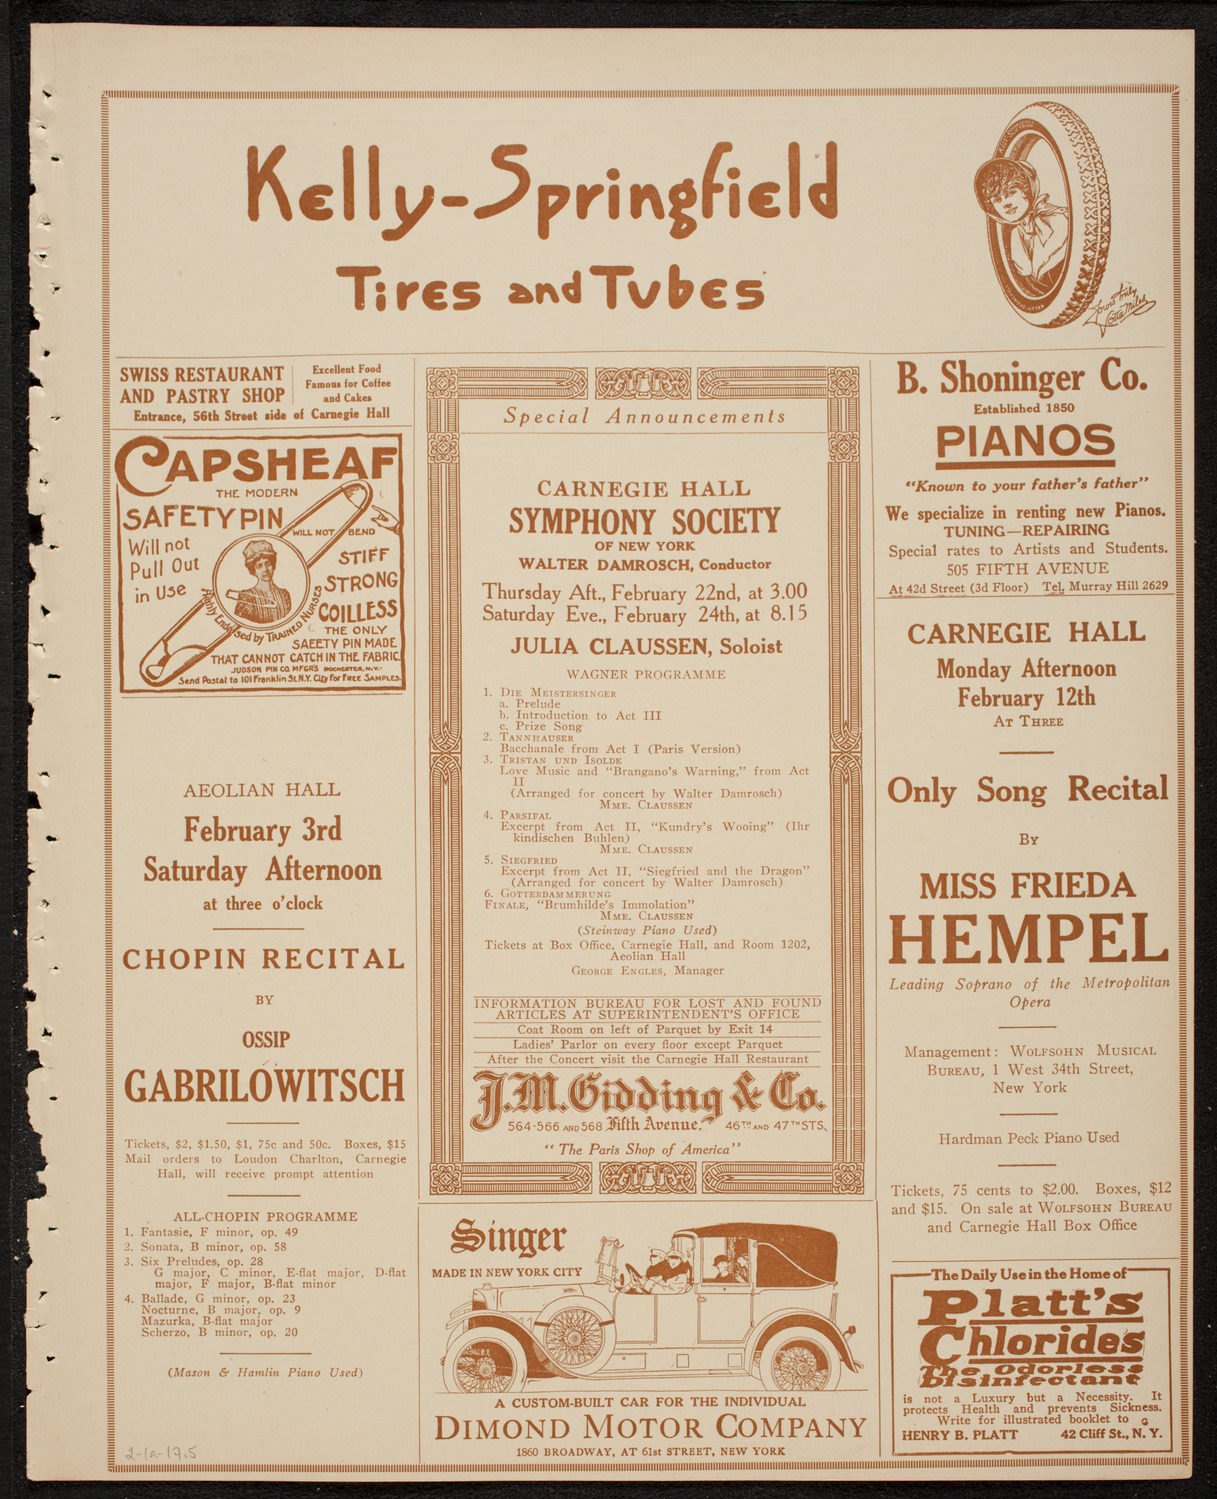 Kelly-Springfield
Tires and Tubes
Yours truly
Lotta Miles
SWISS RESTAURANT
AND PASTRY SHOP
Excellent Food
Famous for Coffee
and Cakes
Entrance, 56th Street side of Carnegie Hall
CAPSHEAF
THE MODERN
SAFETY PIN
WILL NOT BEND
Will not
Pull Out
in Use
STIFF
STRONG
COILLESS
Highly Endorsed by TRAINED NURSES
THE ONLY
SAFETY PIN MADE
THAT CANNOT CATCH IN THE FABRIC.
JUDSON PIN CO. MFGRS ROCHESTER, N.Y.
Send Postal to 101 Franklin St. N.Y. City for FREE SAMPLES.
AEOLIAN HALL
February 3rd
Saturday Afternoon
at three o'clock
CHOPIN RECITAL
BY
OSSIP
GABRILOWITSCH
Tickets, $2, $1.50, $1, 75c and 50c. Boxes, $15
Mail orders to Loudon Charlton, Carnegie
Hall, will receive prompt attention
ALL-CHOPIN PROGRAMME
1. Fantasie, F minor, op. 49
2. Sonata, B minor, op. 58
3. Six Preludes, op. 28
G major, C minor, E-flat major, D-flat
major, F major, B-flat minor
4. Ballade, G minor, op. 23
Nocturne, B major, op. 9
Mazurka, B-flat major
Scherzo, B minor, op. 20
(Mason & Hamlin Piano Used)
2-1a-17.5
Special Announcements
CARNEGIE HALL
SYMPHONY SOCIETY
OF NEW YORK
WALTER DAMROSCH, Conductor
Thursday Aft., February 22nd, at 3.00
Saturday Eve., February 24th, at 8.15
JULIA CLAUSSEN, Soloist
WAGNER PROGRAMME
1. DIE MEISTERSINGER
a. Prelude
b. Introduction to Act III
c. Prize Song
2. TANNHAUSER
Bacchanale from Act I (Paris Version)
3. TRISTAN UND ISOLDE
Love Music and "Brangano's Warning," from Act
II
(Arranged for concert by Walter Damrosch)
MME. CLAUSSEN
4. PARSIFAL
Excerpt from Act II, "Kundry's Wooing" (Ihr
kindischen Buhlen)
MME. CLAUSSEN
5. SIEGFRIED
Excerpt from Act II, "Siegfried and the Dragon"
(Arranged for concert by Walter Damrosch)
6. GOTTERDAMMERUNG
FINALE, "Brumhilde's Immolation"
MME. CLAUSSEN
(Steinway Piano Used)
Tickets at Box Office, Carnegie Hall, and Room 1202,
Aeolian Hall
GEORGE ENGLES, Manager
INFORMATION BUREAU FOR LOST AND FOUND
ARTICLES AT SUPERINTENDENT'S OFFICE
Coat Room on left of Parquet by Exit 14
Ladies' Parlor on every floor except Parquet
After the Concert visit the Carnegie Hall Restaurant
J.M. Gidding & Co.
564-566 AND 568 Fifth Avenue. 46TH AND 47TH STS.
"The Paris Shop of America"
Singer
MADE IN NEW YORK CITY
A CUSTOM-BUILT CAR FOR THE INDIVIDUAL
DIMOND MOTOR COMPANY
1860 BROADWAY, AT 61st STREET, NEW YORK
B. Shoninger Co.
Established 1850
PIANOS
"Known to your father's father"
We specialize in renting new Pianos.
TUNING—REPAIRING
Special rates to Artists and Students.
505 FIFTH AVENUE
At 42d Street (3d Floor) Tel. Murray Hill 2629
CARNEGIE HALL
Monday Afternoon
February 12th
AT THREE
Only Song Recital
BY
MISS FRIEDA
HEMPEL
Leading Soprano of the Metropolitan
Opera
Management: WOLFSOHN MUSICAL
BUREAU, 1 West 34th Street,
New York
Hardman Peck Piano Used
Tickets, 75 cents to $2.00. Boxes, $12
and $15. On sale at WOLFSOHN BUREAU
and Carnegie Hall Box Office
The Daily Use in the Home of
Platt's
Chlorides
The Odorless
Disinfectant
is not a Luxury but a Necessity. It
protects Health and prevents Sickness.
Write for illustrated booklet to
HENRY B. PLATT 42 Cliff St., N. Y.